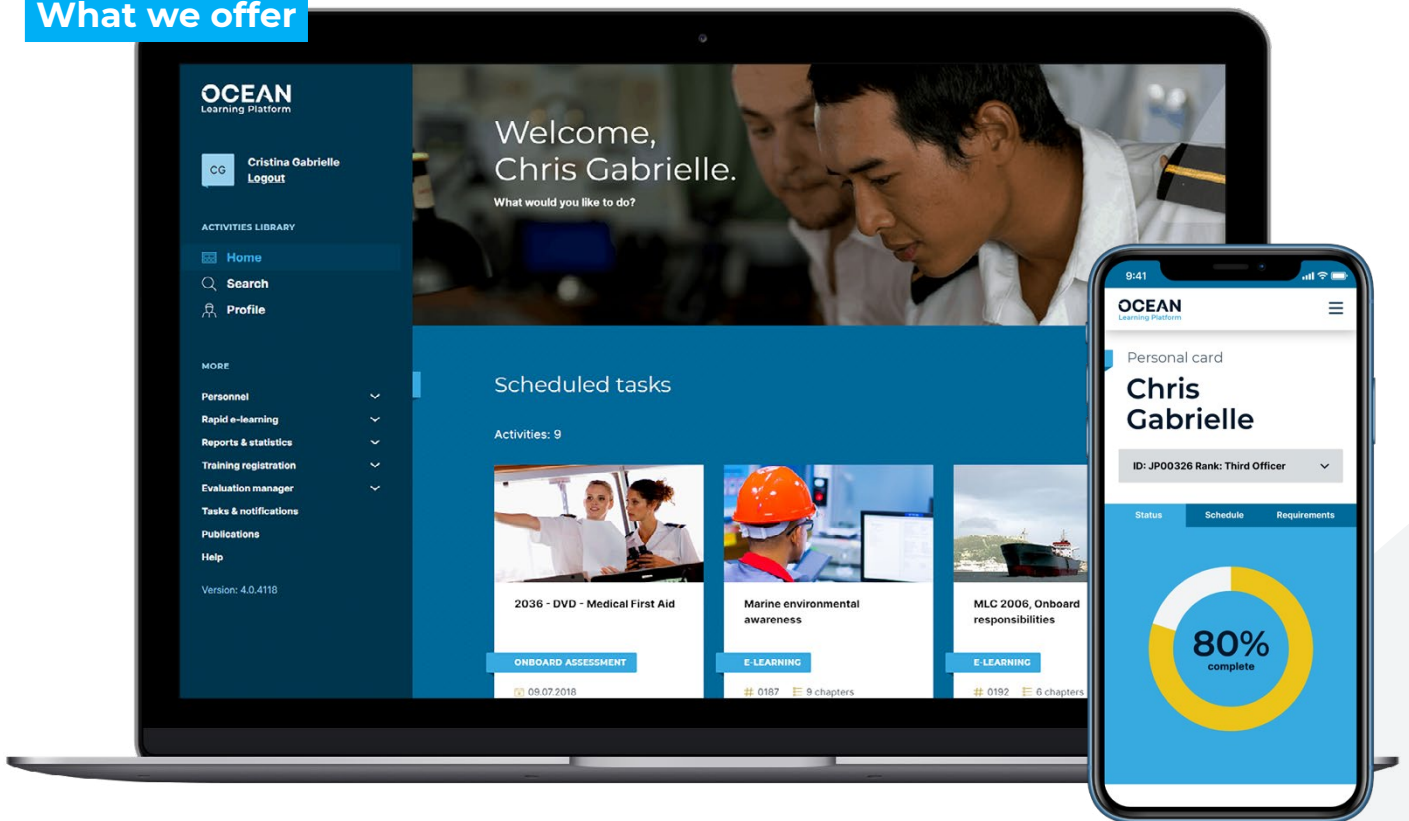 What we offer
OCEAN
Learning Platform
CG
Cristina Gabrielle
Logout
ACTIVITIES LIBRARY
Home
Search
Profile
MORE
Personnel
Rapid e-learning
Reports & statistics
Training registration
Evaluation manager
Tasks & notifications
Publications
Help
Version: 4.0.4118
Welcome,
Chris Gabrielle.
What would you like to do?
Scheduled tasks
Activities: 9
2036 - DVD - Medical First Aid
ONBOARD ASSESSMENT
09.07.2018
Marine environmental
awareness
E-LEARNING
# 0187 9 chapters
MLC 2006, Onboard
responsibilities
E-LEARNING
# 0192 6 chapters
9:41
OCEAN
Learning Platform
Personal card
Chris
Gabrielle
ID: JP00326 Rank: Third Officer
Status Schedule Requirements
80%
complete